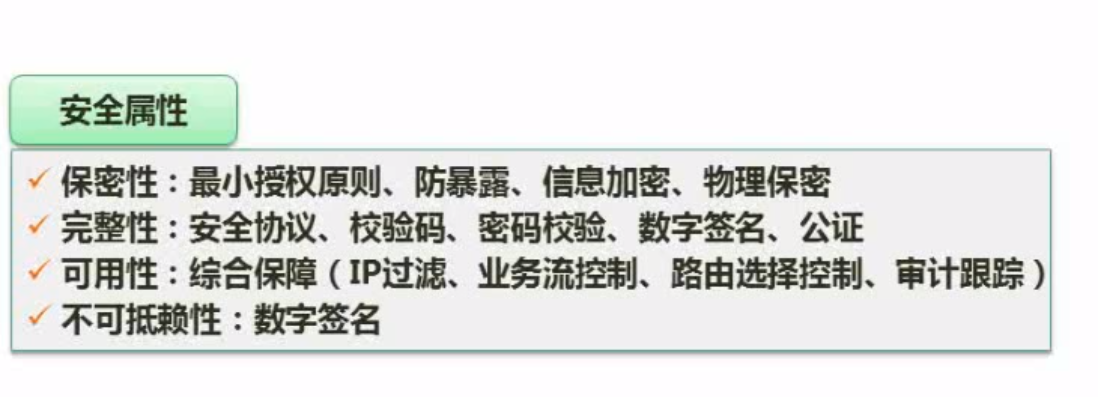 安全属性
✓ 保密性：最小授权原则、防暴露、信息加密、物理保密
✓ 完整性：安全协议、校验码、密码校验、数字签名、公证
✓ 可用性：综合保障（IP过滤、业务流控制、路由选择控制、审计跟踪）
✓ 不可抵赖性：数字签名